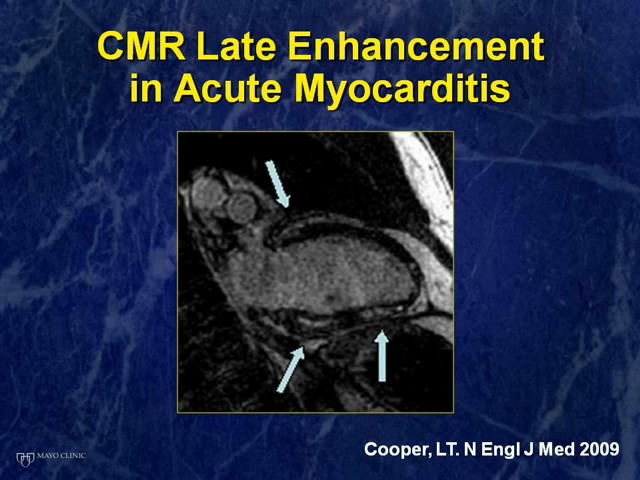 CMR Late Enhancement
in Acute Myocarditis
Cooper, LT. N Engl J Med 2009
MAYO CLINIC